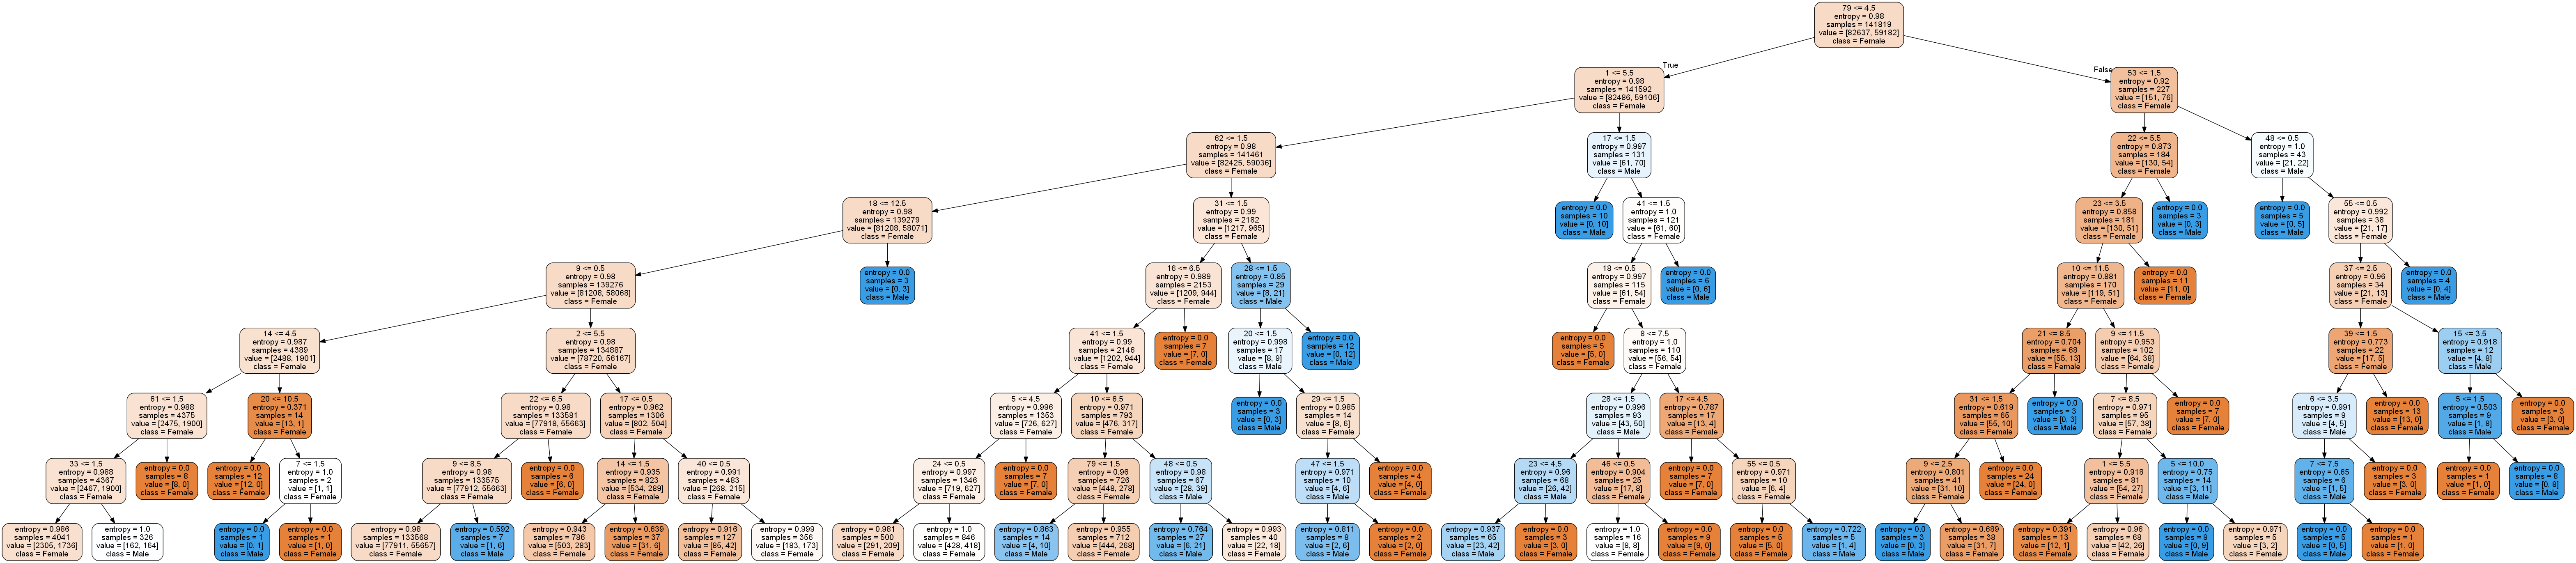 79 <= 4.5
entropy = 0.98
samples = 141819
value = [82637, 59182]
class = Female
True
False
1 <= 5.5
entropy = 0.98
samples = 141592
value = [82486, 59106]
class = Female
53 <= 1.5
entropy = 0.92
samples = 227
value = [151, 76]
class = Female
62 <= 1.5
entropy = 0.98
samples = 141461
value = [82425, 59036]
class = Female
17 <= 1.5
entropy = 0.997
samples = 131
value = [61, 70]
class = Male
22 <= 5.5
entropy = 0.873
samples = 184
value = [130, 54]
class = Female
48 <= 0.5
entropy = 1.0
samples = 43
value = [21, 22]
class = Male
18 <= 12.5
entropy = 0.98
samples = 139279
value = [81208, 58071]
class = Female
31 <= 1.5
entropy = 0.99
samples = 2182
value = [1217, 965]
class = Female
entropy = 0.0
samples = 10
value = [0, 10]
class = Male
41 <= 1.5
entropy = 1.0
samples = 121
value = [61, 60]
class = Female
23 <= 3.5
entropy = 0.858
samples = 181
value = [130, 51]
class = Female
entropy = 0.0
samples = 3
value = [0, 3]
class = Male
entropy = 0.0
samples = 5
value = [0, 5]
class = Male
55 <= 0.5
entropy = 0.992
samples = 38
value = [21, 17]
class = Female
9 <= 0.5
entropy = 0.98
samples = 139276
value = [81208, 58068]
class = Female
entropy = 0.0
samples = 3
value = [0, 3]
class = Male
16 <= 6.5
entropy = 0.989
samples = 2153
value = [1209, 944]
class = Female
28 <= 1.5
entropy = 0.85
samples = 29
value = [8, 21]
class = Male
18 <= 0.5
entropy = 0.997
samples = 115
value = [61, 54]
class = Female
entropy = 0.0
samples = 6
value = [0, 6]
class = Male
10 <= 11.5
entropy = 0.881
samples = 170
value = [119, 51]
class = Female
entropy = 0.0
samples = 11
value = [11, 0]
class = Female
37 <= 2.5
entropy = 0.96
samples = 34
value = [21, 13]
class = Female
entropy = 0.0
samples = 4
value = [0, 4]
class = Male
14 <= 4.5
entropy = 0.987
samples = 4389
value = [2488, 1901]
class = Female
2 <= 5.5
entropy = 0.98
samples = 134887
value = [78720, 56167]
class = Female
41 <= 1.5
entropy = 0.99
samples = 2146
value = [1202, 944]
class = Female
entropy = 0.0
samples = 7
value = [7, 0]
class = Female
20 <= 1.5
entropy = 0.998
samples = 17
value = [8, 9]
class = Male
entropy = 0.0
samples = 12
value = [0, 12]
class = Male
entropy = 0.0
samples = 5
value = [5, 0]
class = Female
8 <= 7.5
entropy = 1.0
samples = 110
value = [56, 54]
class = Female
21 <= 8.5
entropy = 0.704
samples = 68
value = [55, 13]
class = Female
9 <= 11.5
entropy = 0.953
samples = 102
value = [64, 38]
class = Female
39 <= 1.5
entropy = 0.773
samples = 22
value = [17, 5]
class = Female
15 <= 3.5
entropy = 0.918
samples = 12
value = [4, 8]
class = Male
61 <= 1.5
entropy = 0.988
samples = 4375
value = [2475, 1900]
class = Female
20 <= 10.5
entropy = 0.371
samples = 14
value = [13, 1]
class = Female
22 <= 6.5
entropy = 0.98
samples = 133581
value = [77918, 55663]
class = Female
17 <= 0.5
entropy = 0.962
samples = 1306
value = [802, 504]
class = Female
5 <= 4.5
entropy = 0.996
samples = 1353
value = [726, 627]
class = Female
10 <= 6.5
entropy = 0.971
samples = 793
value = [476, 317]
class = Female
entropy = 0.0
samples = 3
value = [0, 3]
class = Male
29 <= 1.5
entropy = 0.985
samples = 14
value = [8, 6]
class = Female
28 <= 1.5
entropy = 0.996
samples = 93
value = [43, 50]
class = Male
17 <= 4.5
entropy = 0.787
samples = 17
value = [13, 4]
class = Female
31 <= 1.5
entropy = 0.619
samples = 65
value = [55, 10]
class = Female
entropy = 0.0
samples = 3
value = [0, 3]
class = Male
7 <= 8.5
entropy = 0.971
samples = 95
value = [57, 38]
class = Female
entropy = 0.0
samples = 7
value = [7, 0]
class = Female
6 <= 3.5
entropy = 0.991
samples = 9
value = [4, 5]
class = Male
entropy = 0.0
samples = 13
value = [13, 0]
class = Female
5 <= 1.5
entropy = 0.503
samples = 9
value = [1, 8]
class = Male
entropy = 0.0
samples = 3
value = [3, 0]
class = Female
33 <= 1.5
entropy = 0.988
samples = 4367
value = [2467, 1900]
class = Female
entropy = 0.0
samples = 8
value = [8, 0]
class = Female
entropy = 0.0
samples = 12
value = [12, 0]
class = Female
7 <= 1.5
entropy = 1.0
samples = 2
value = [1, 1]
class = Female
9 <= 8.5
entropy = 0.98
samples = 133575
value = [77912, 55663]
class = Female
entropy = 0.0
samples = 6
value = [6, 0]
class = Female
14 <= 1.5
entropy = 0.935
samples = 823
value = [534, 289]
class = Female
40 <= 0.5
entropy = 0.991
samples = 483
value = [268, 215]
class = Female
24 <= 0.5
entropy = 0.997
samples = 1346
value = [719, 627]
class = Female
entropy = 0.0
samples = 7
value = [7, 0]
class = Female
79 <= 1.5
entropy = 0.96
samples = 726
value = [448, 278]
class = Female
48 <= 0.5
entropy = 0.98
samples = 67
value = [28, 39]
class = Male
47 <= 1.5
entropy = 0.971
samples = 10
value = [4, 6]
class = Male
entropy = 0.0
samples = 4
value = [4, 0]
class = Female
23 <= 4.5
entropy = 0.96
samples = 68
value = [26, 42]
class = Male
46 <= 0.5
entropy = 0.904
samples = 25
value = [17, 8]
class = Female
entropy = 0.0
samples = 7
value = [7, 0]
class = Female
55 <= 0.5
entropy = 0.971
samples = 10
value = [6, 4]
class = Female
9 <= 2.5
entropy = 0.801
samples = 41
value = [31, 10]
class = Female
entropy = 0.0
samples = 24
value = [24, 0]
class = Female
1 <= 5.5
entropy = 0.918
samples = 81
value = [54, 27]
class = Female
5 <= 10.0
entropy = 0.75
samples = 14
value = [3, 11]
class = Male
7 <= 7.5
entropy = 0.65
samples = 6
value = [1, 5]
class = Male
entropy = 0.0
samples = 3
value = [3, 0]
class = Female
entropy = 0.0
samples = 1
value = [1, 0]
class = Female
entropy = 0.0
samples = 8
value = [0, 8]
class = Male
entropy = 0.986
samples = 4041
value = [2305, 1736]
class = Female
entropy = 1.0
samples = 326
value = [162, 164]
class = Male
entropy = 0.0
samples = 1
value = [0, 1]
class = Male
entropy = 0.0
samples = 1
value = [1, 0]
class = Female
entropy = 0.98
samples = 133568
value = [77911, 55657]
class = Female
entropy = 0.592
samples = 7
value = [1, 6]
class = Male
entropy = 0.943
samples = 786
value = [503, 283]
class = Female
entropy = 0.639
samples = 37
value = [31, 6]
class = Female
entropy = 0.916
samples = 127
value = [85, 42]
class = Female
entropy = 0.999
samples = 356
value = [183, 173]
class = Female
entropy = 0.981
samples = 500
value = [291, 209]
class = Female
entropy = 1.0
samples = 846
value = [428, 418]
class = Female
entropy = 0.863
samples = 14
value = [4, 10]
class = Male
entropy = 0.955
samples = 712
value = [444, 268]
class = Female
entropy = 0.764
samples = 27
value = [6, 21]
class = Male
entropy = 0.993
samples = 40
value = [22, 18]
class = Female
entropy = 0.811
samples = 8
value = [2, 6]
class = Male
entropy = 0.0
samples = 2
value = [2, 0]
class = Female
entropy = 0.937
samples = 65
value = [23, 42]
class = Male
entropy = 0.0
samples = 3
value = [3, 0]
class = Female
entropy = 1.0
samples = 16
value = [8, 8]
class = Female
entropy = 0.0
samples = 9
value = [9, 0]
class = Female
entropy = 0.0
samples = 5
value = [5, 0]
class = Female
entropy = 0.722
samples = 5
value = [1, 4]
class = Male
entropy = 0.0
samples = 3
value = [0, 3]
class = Male
entropy = 0.689
samples = 38
value = [31, 7]
class = Female
entropy = 0.391
samples = 13
value = [12, 1]
class = Female
entropy = 0.96
samples = 68
value = [42, 26]
class = Female
entropy = 0.0
samples = 9
value = [0, 9]
class = Male
entropy = 0.971
samples = 5
value = [3, 2]
class = Female
entropy = 0.0
samples = 5
value = [0, 5]
class = Male
entropy = 0.0
samples = 1
value = [1, 0]
class = Female